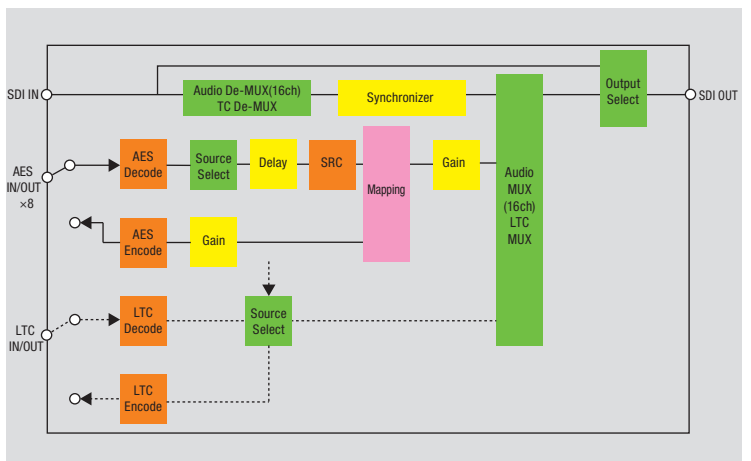 SDI IN
Audio De-MUX(16ch)
TC De-MUX
Synchronizer
Output
Select
SDI OUT
AES
IN/OUT
×8
AES
Decode
Source
Select
Delay
SRC
Mapping
Gain
Audio
MUX
(16ch)
LTC
MUX
AES
Encode
Gain
LTC
IN/OUT
LTC
Decode
Source
Select
LTC
Encode